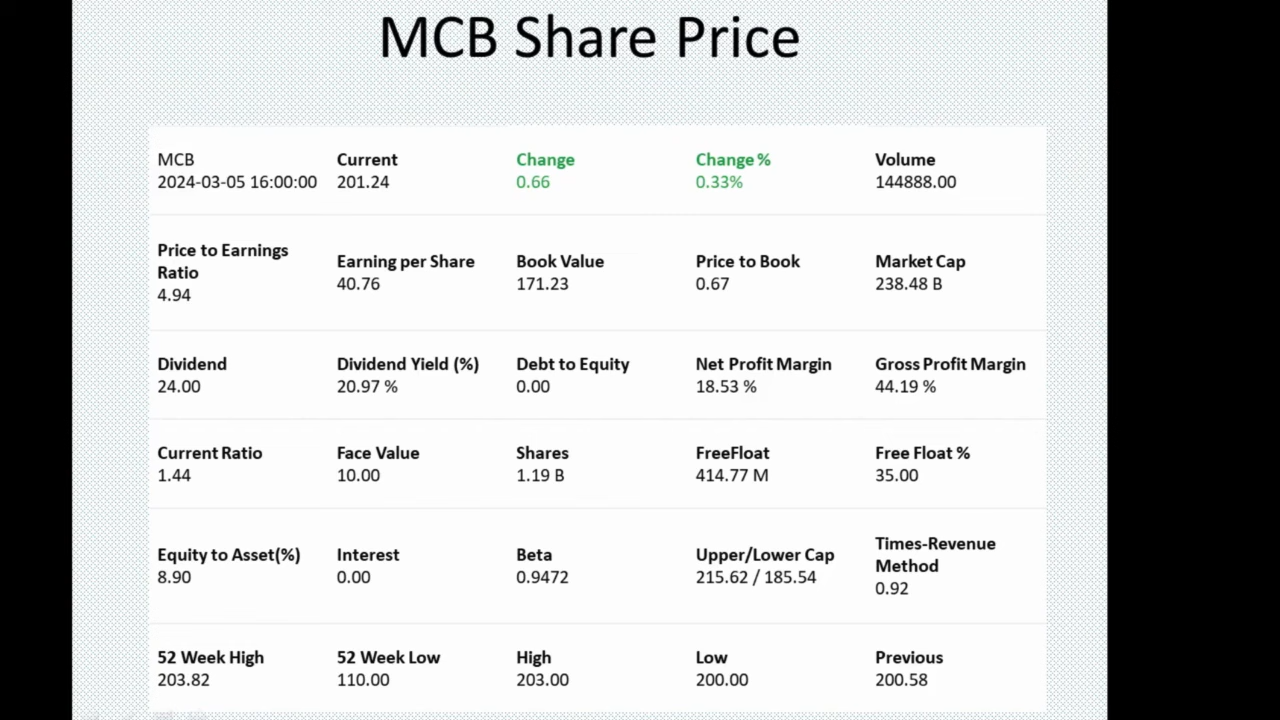 MCB Share Price
MCB Current Change Change % Volume
2024-03-05 16:00:00 201.24 0.66 0.33% 144888.00
Price to Earnings
Ratio Earning per Share Book Value Price to Book Market Cap
4.94 40.76 171.23 0.67 238.48 B
Dividend Dividend Yield (%) Debt to Equity Net Profit Margin Gross Profit Margin
24.00 20.97 % 0.00 18.53 % 44.19 %
Current Ratio Face Value Shares FreeFloat Free Float %
1.44 10.00 1.19 B 414.77 M 35.00
Equity to Asset(%) Interest Beta Upper/Lower Cap Times-Revenue
Method
8.90 0.00 0.9472 215.62 / 185.54 0.92
52 Week High 52 Week Low High Low Previous
203.82 110.00 203.00 200.00 200.58